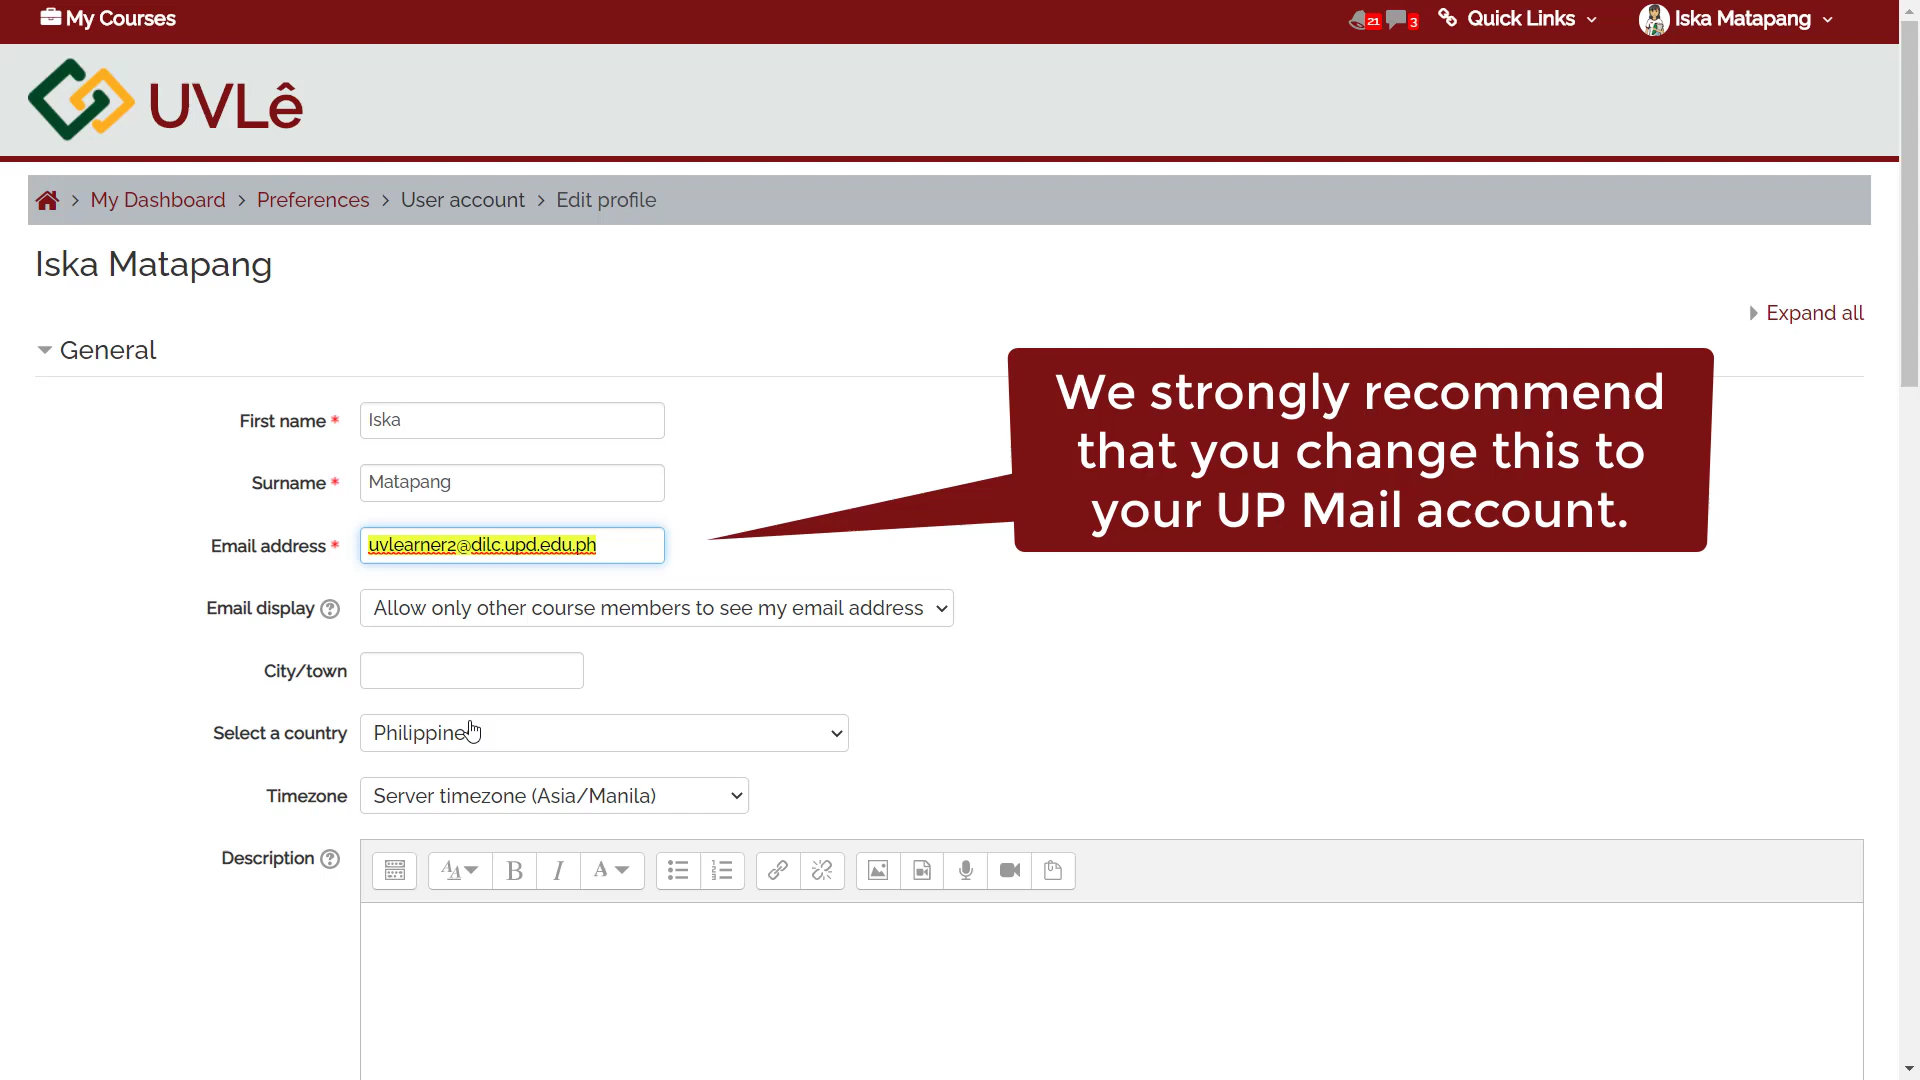 My Courses
21
3
Quick Links
Iska Matapang
UVLê
My Dashboard > Preferences > User account > Edit profile
Iska Matapang
Expand all
General
First name *
Iska
Surname *
Matapang
Email address *
uvlearner2@dilc.upd.edu.ph
We strongly recommend
that you change this to
your UP Mail account.
Email display
Allow only other course members to see my email address
City/town
Select a country
Philippine
Timezone
Server timezone (Asia/Manila)
Description